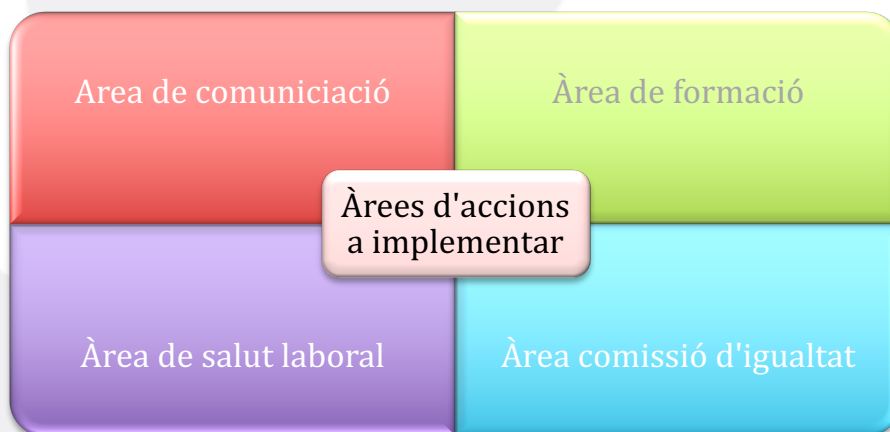 Area de comuniciació
Àrea de formació
Àrees d'accions
a implementar
Àrea de salut laboral
Àrea comissió d'igualtat